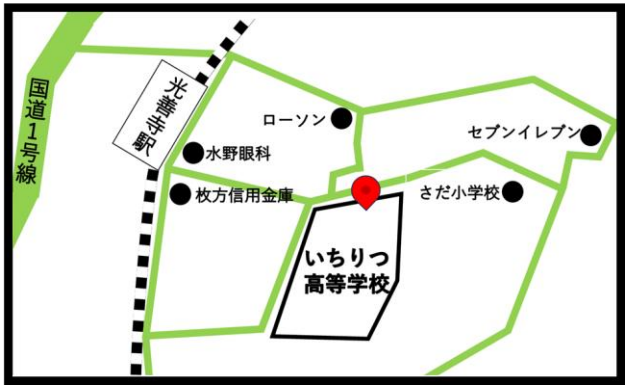 国道1号線
光善寺駅
ローソン
セブンイレブン
水野眼科
枚方信用金庫
さだ小学校
いちりつ
高等学校